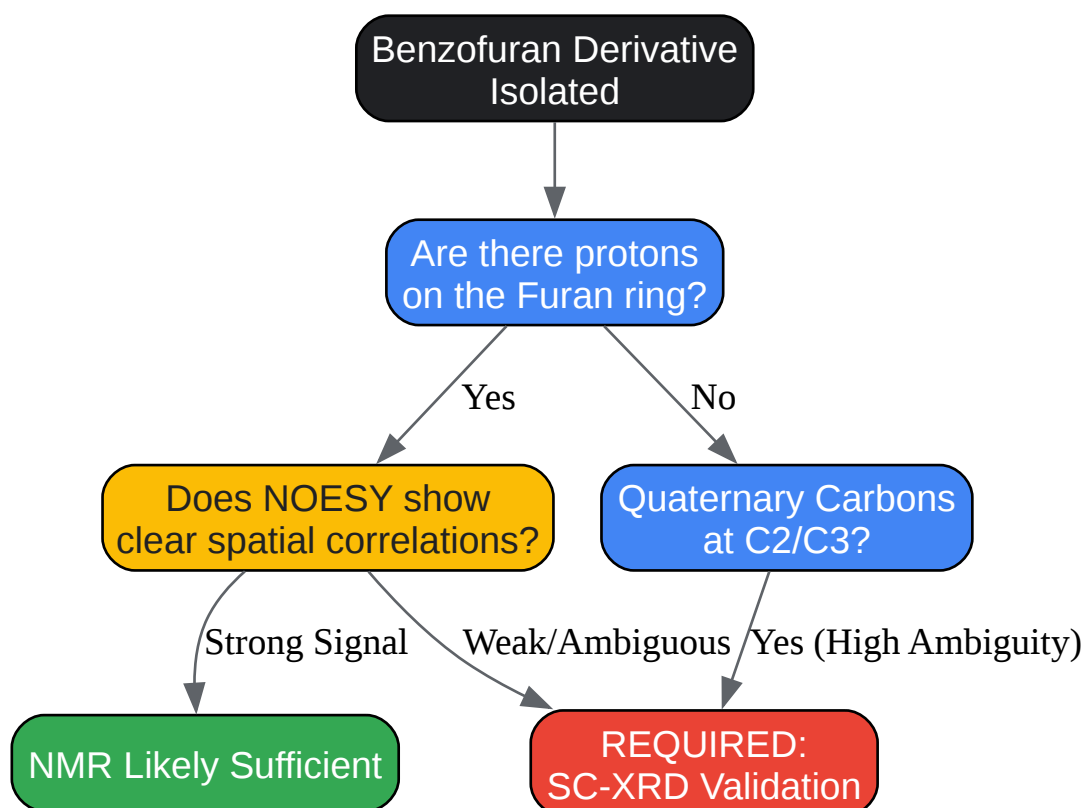 Benzofuran Derivative
Isolated
Are there protons
on the Furan ring?
Yes
No
Does NOESY show
clear spatial correlations?
Quaternary Carbons
at C2/C3?
Strong Signal
Weak/Ambiguous
Yes (High Ambiguity)
NMR Likely Sufficient
REQUIRED:
SC-XRD Validation